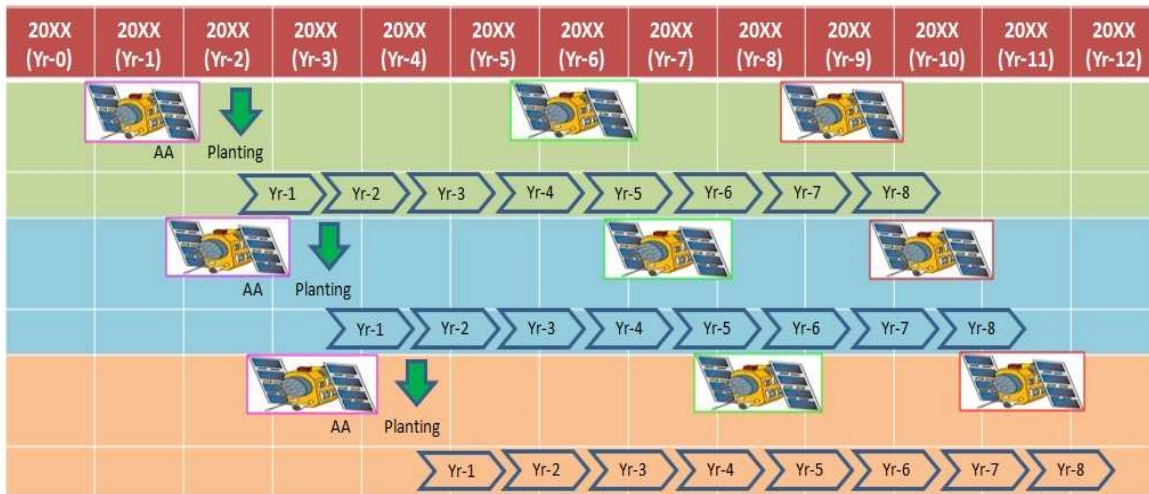 20XX 20XX 20XX 20XX 20XX 20XX 20XX 20XX 20XX 20XX 20XX 20XX 20XX
(Yr-0) (Yr-1) (Yr-2) (Yr-3) (Yr-4) (Yr-5) (Yr-6) (Yr-7) (Yr-8) (Yr-9) (Yr-10) (Yr-11) (Yr-12)
AA Planting
Yr-1 Yr-2 Yr-3 Yr-4 Yr-5 Yr-6 Yr-7 Yr-8
AA Planting
Yr-1 Yr-2 Yr-3 Yr-4 Yr-5 Yr-6 Yr-7 Yr-8
AA Planting
Yr-1 Yr-2 Yr-3 Yr-4 Yr-5 Yr-6 Yr-7 Yr-8